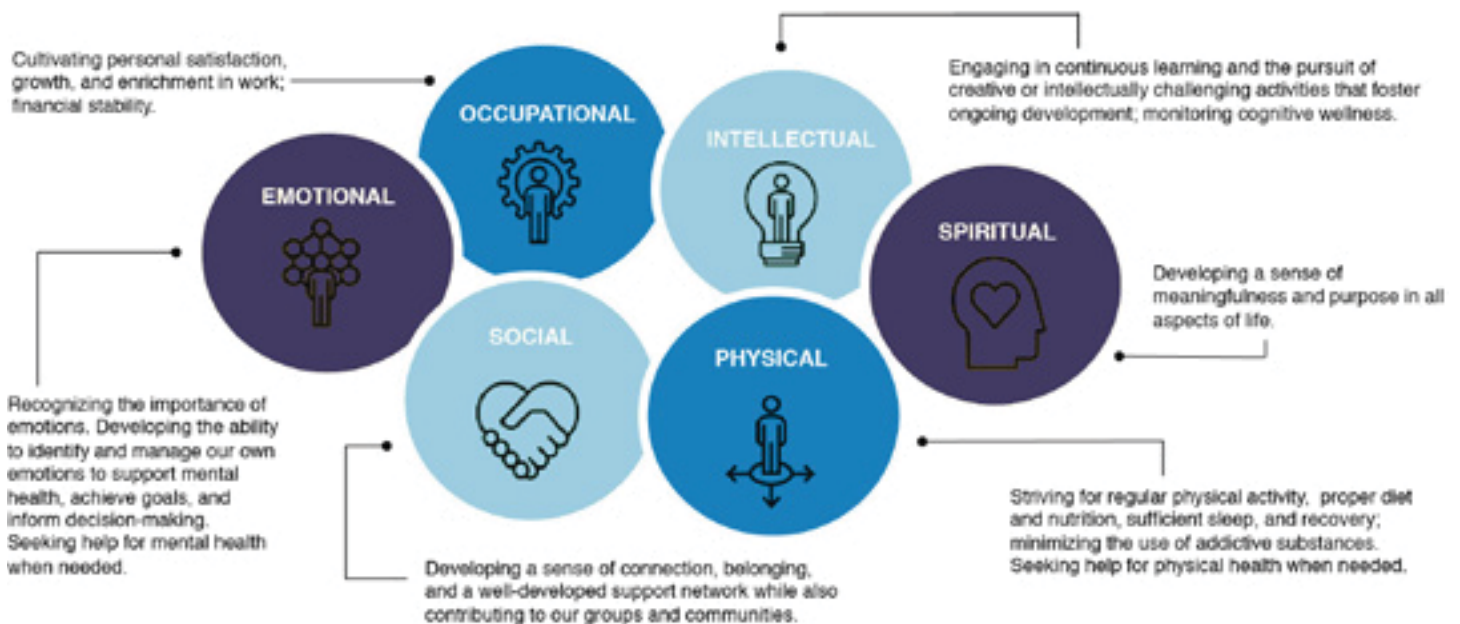 Cultivating personal satisfaction,
growth, and enrichment in work;
financial stability.
OCCUPATIONAL
INTELLECTUAL
Engaging in continuous learning and the pursuit of
creative or intellectually challenging activities that foster
ongoing development; monitoring cognitive wellness.
EMOTIONAL
SPIRITUAL
Developing a sense of
meaningfulness and purpose in all
aspects of life.
SOCIAL
PHYSICAL
Recognizing the importance of
emotions. Developing the ability
to identify and manage our own
emotions to support mental
health, achieve goals, and
inform decision-making.
Seeking help for mental health
when needed.
Developing a sense of connection, belonging,
and a well-developed support network while also
contributing to our groups and communities.
Striving for regular physical activity, proper diet
and nutrition, sufficient sleep, and recovery;
minimizing the use of addictive substances.
Seeking help for physical health when needed.